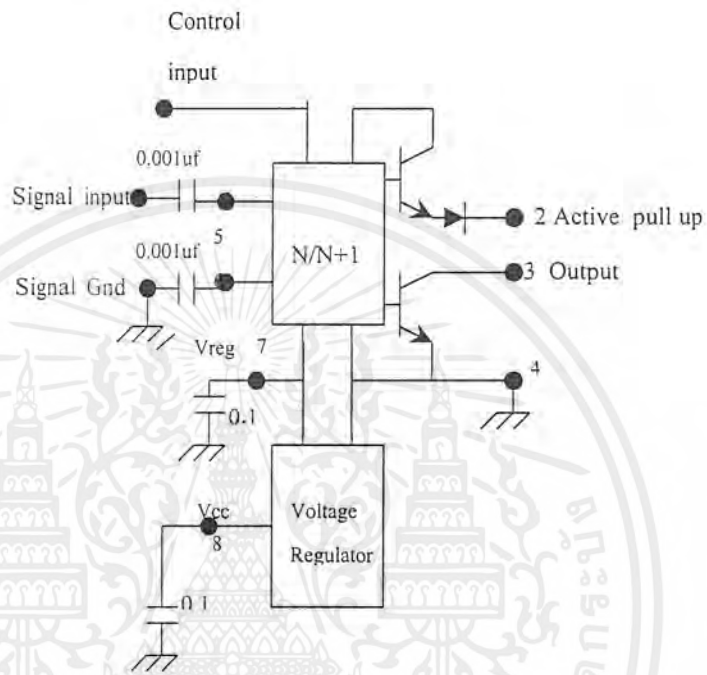 Control
input
0.001uf
Signal input
5
0.001uf
Signal Gnd
N/N+1
2 Active pull up
3 Output
Vreg 7
4
0.1
Vcc
8
Voltage
Regulator
0.1